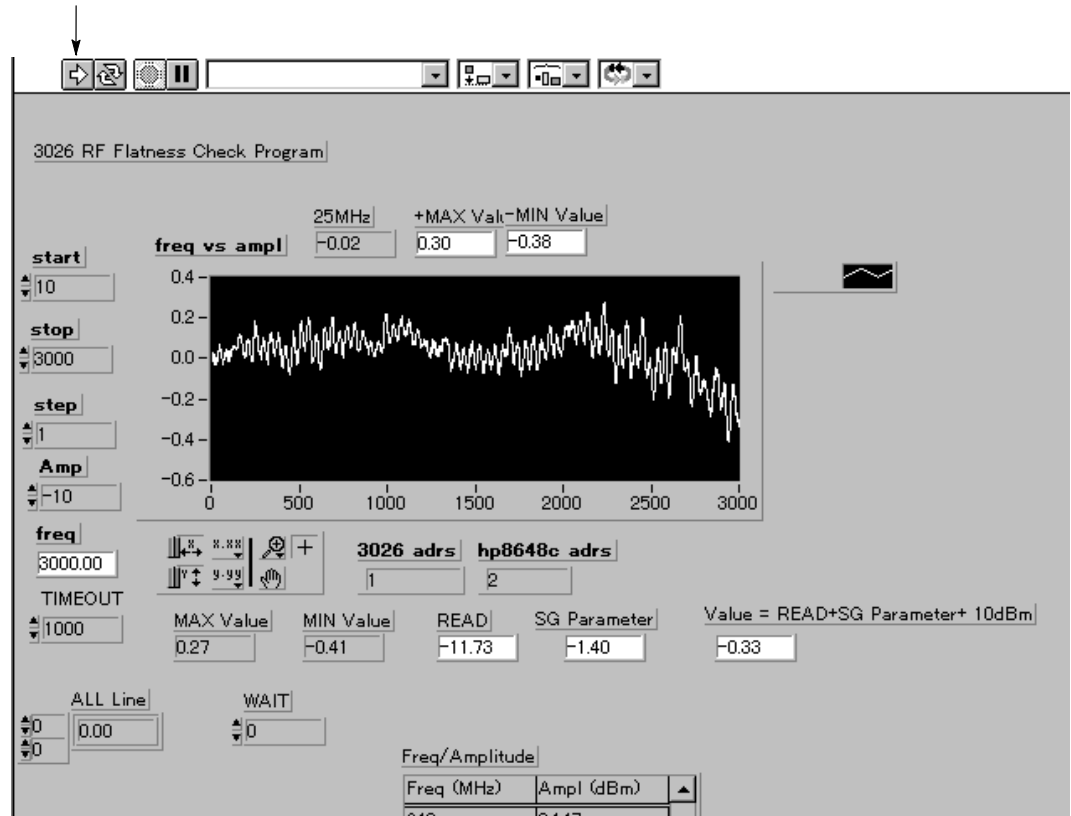 3026 RF Flatness Check Program
25MHz +MAX Valu -MIN Value
-0.02 0.30 -0.38
freq vs ampl
start
10
stop
3000
step
1
Amp
-10
freq
3000.00
TIMEOUT
1000
0.4
0.2
0.0
-0.2
-0.4
-0.6
0 500 1000 1500 2000 2500 3000
X x.xx
Y y.yy
3026 adrs hp8648c adrs
1 2
MAX Value MIN Value READ SG Parameter Value = READ+SG Parameter+ 10dBm
0.27 -0.41 -11.73 -1.40 -0.33
ALL Line WAIT
0 0.00 0
0
Freq/Amplitude
Freq (MHz) Ampl (dBm)